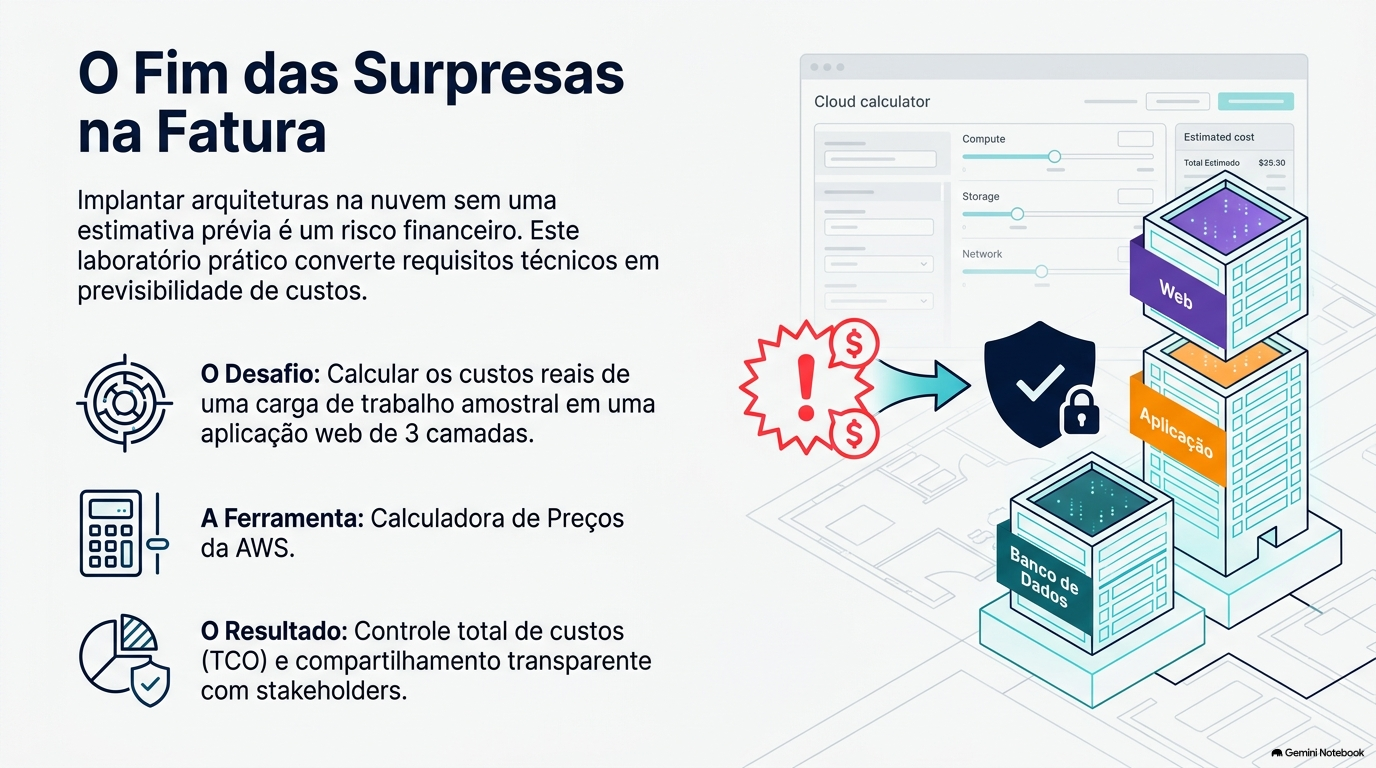 O Fim das Surpresas
na Fatura
Implantar arquiteturas na nuvem sem uma
estimativa prévia é um risco financeiro. Este
laboratório prático converte requisitos técnicos em
previsibilidade de custos.
O Desafio: Calcular os custos reais de
uma carga de trabalho amostral em uma
aplicação web de 3 camadas.
A Ferramenta: Calculadora de Preços
da AWS.
O Resultado: Controle total de custos
(TCO) e compartilhamento transparente
com stakeholders.
Cloud calculator
Compute
Storage
Network
Estimated cost
Total Estimodo $25.30
Web
Aplicação
Banco de
Dados
$
!
$
Gemini Notebook